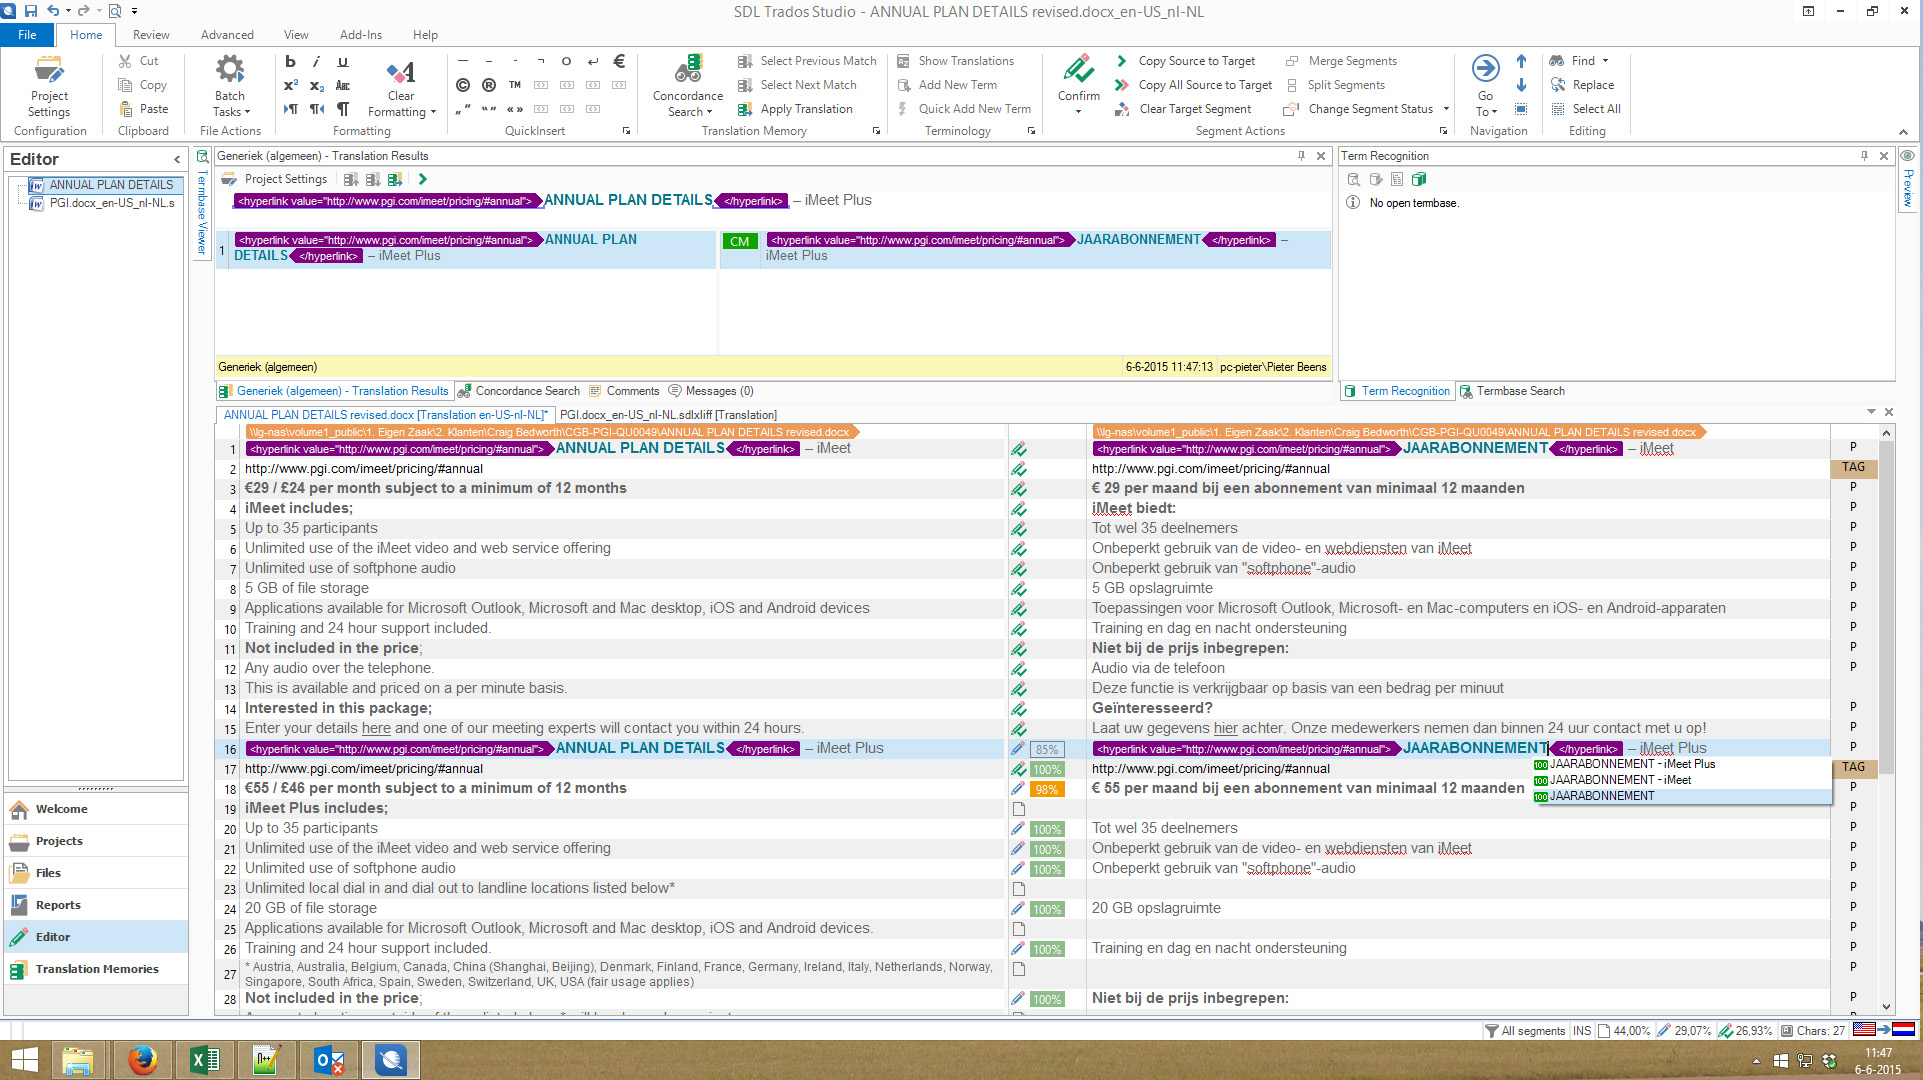 SDL Trados Studio - ANNUAL PLAN DETAILS revised.docx_en-US_nl-NL
File Home Review Advanced View Add-Ins Help
Project Settings
Configuration
Cut
Copy
Paste
Clipboard
Batch Tasks
File Actions
Clear Formatting
Formatting
QuickInsert
Concordance Search
Select Previous Match
Select Next Match
Apply Translation
Translation Memory
Show Translations
Add New Term
Quick Add New Term
Terminology
Confirm
Copy Source to Target
Copy All Source to Target
Clear Target Segment
Merge Segments
Split Segments
Change Segment Status
Segment Actions
Go To
Navigation
Find
Replace
Select All
Editing
Editor
ANNUAL PLAN DETAILS
PGI.docx_en-US_nl-NL.s
Termbase Viewer
Generiek (algemeen) - Translation Results
Project Settings
<hyperlink value="http://www.pgi.com/imeet/pricing/#annual"> ANNUAL PLAN DETAILS </hyperlink> – iMeet Plus
1 <hyperlink value="http://www.pgi.com/imeet/pricing/#annual"> ANNUAL PLAN
DETAILS </hyperlink> – iMeet Plus
CM <hyperlink value="http://www.pgi.com/imeet/pricing/#annual"> JAARABONNEMENT </hyperlink> –
iMeet Plus
Generiek (algemeen) 6-6-2015 11:47:13 pc-pieter\Pieter Beens
Generiek (algemeen) - Translation Results Concordance Search Comments Messages (0)
Term Recognition
No open termbase.
Term Recognition Termbase Search
Preview
ANNUAL PLAN DETAILS revised.docx [Translation en-US-nl-NL]* PGI.docx_en-US_nl-NL.sdlxliff [Translation]
\\lg-nas\volume1_public\1. Eigen Zaak\2. Klanten\Craig Bedworth\CGB-PGI-QU0049\ANNUAL PLAN DETAILS revised.docx \\lg-nas\volume1_public\1. Eigen Zaak\2. Klanten\Craig Bedworth\CGB-PGI-QU0049\ANNUAL PLAN DETAILS revised.docx
1 <hyperlink value="http://www.pgi.com/imeet/pricing/#annual"> ANNUAL PLAN DETAILS </hyperlink> – iMeet <hyperlink value="http://www.pgi.com/imeet/pricing/#annual"> JAARABONNEMENT </hyperlink> – iMeet P
2 http://www.pgi.com/imeet/pricing/#annual http://www.pgi.com/imeet/pricing/#annual TAG
3 €29 / £24 per month subject to a minimum of 12 months € 29 per maand bij een abonnement van minimaal 12 maanden P
4 iMeet includes; iMeet biedt: P
5 Up to 35 participants Tot wel 35 deelnemers P
6 Unlimited use of the iMeet video and web service offering Onbeperkt gebruik van de video- en webdiensten van iMeet P
7 Unlimited use of softphone audio Onbeperkt gebruik van "softphone"-audio P
8 5 GB of file storage 5 GB opslagruimte P
9 Applications available for Microsoft Outlook, Microsoft and Mac desktop, iOS and Android devices Toepassingen voor Microsoft Outlook, Microsoft- en Mac-computers en iOS- en Android-apparaten P
10 Training and 24 hour support included. Training en dag en nacht ondersteuning P
11 Not included in the price; Niet bij de prijs inbegrepen: P
12 Any audio over the telephone. Audio via de telefoon P
13 This is available and priced on a per minute basis. Deze functie is verkrijgbaar op basis van een bedrag per minuut
14 Interested in this package; Geïnteresseerd? P
15 Enter your details here and one of our meeting experts will contact you within 24 hours. Laat uw gegevens hier achter. Onze medewerkers nemen dan binnen 24 uur contact met u op! P
16 <hyperlink value="http://www.pgi.com/imeet/pricing/#annual"> ANNUAL PLAN DETAILS </hyperlink> – iMeet Plus 85% <hyperlink value="http://www.pgi.com/imeet/pricing/#annual"> JAARABONNEMENT </hyperlink> – iMeet Plus P
17 http://www.pgi.com/imeet/pricing/#annual 100% http://www.pgi.com/imeet/pricing/#annual TAG
100 JAARABONNEMENT - iMeet Plus
100 JAARABONNEMENT - iMeet
100 JAARABONNEMENT
18 €55 / £46 per month subject to a minimum of 12 months 98% € 55 per maand bij een abonnement van minimaal 12 maanden P
19 iMeet Plus includes; P
20 Up to 35 participants 100% Tot wel 35 deelnemers P
21 Unlimited use of the iMeet video and web service offering 100% Onbeperkt gebruik van de video- en webdiensten van iMeet P
22 Unlimited use of softphone audio 100% Onbeperkt gebruik van "softphone"-audio P
23 Unlimited local dial in and dial out to landline locations listed below* P
24 20 GB of file storage 100% 20 GB opslagruimte P
25 Applications available for Microsoft Outlook, Microsoft and Mac desktop, iOS and Android devices. P
26 Training and 24 hour support included. 100% Training en dag en nacht ondersteuning P
27 * Austria, Australia, Belgium, Canada, China (Shanghai, Beijing), Denmark, Finland, France, Germany, Ireland, Italy, Netherlands, Norway, P
Singapore, South Africa, Spain, Sweden, Switzerland, UK, USA (fair usage applies)
28 Not included in the price; 100% Niet bij de prijs inbegrepen: P
Welcome
Projects
Files
Reports
Editor
Translation Memories
All segments INS 44,00% 29,07% 26,93% Chars: 27
11:47
6-6-2015